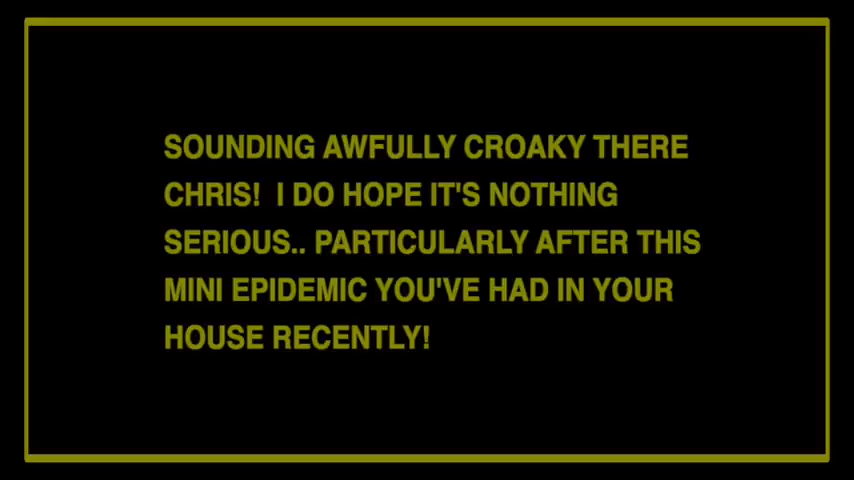 SOUNDING AWFULLY CROAKY THERE
CHRIS!  I DO HOPE IT'S NOTHING
SERIOUS.. PARTICULARLY AFTER THIS
MINI EPIDEMIC YOU'VE HAD IN YOUR
HOUSE RECENTLY!